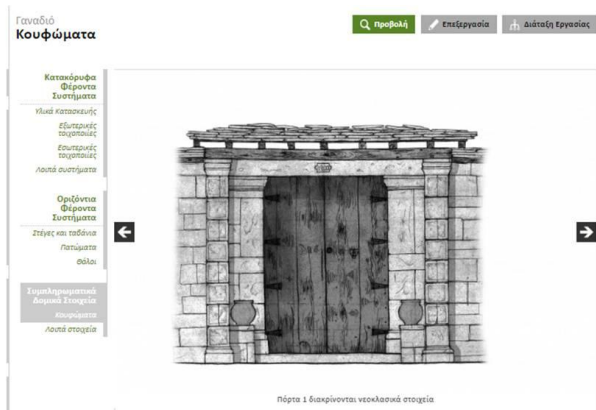 Γαναδιό
Κουφώματα
Προβολή
Επεξεργασία
Διάταξη Εργασίας
Κατακόρυφα
Φέροντα
Συστήματα
Υλικά Κατασκευής
Εξωτερικές
τοιχοποιίες
Εσωτερικές
τοιχοποιίες
Λοιπά συστήματα
Οριζόντια
Φέροντα
Συστήματα
Στέγες και ταβάνια
Πατώματα
Θόλοι
Συμπληρωματικά
Δομικά Στοιχεία
Κουφώματα
Λοιπά στοιχεία
Πόρτα 1 διακρίνονται νεοκλασικά στοιχεία